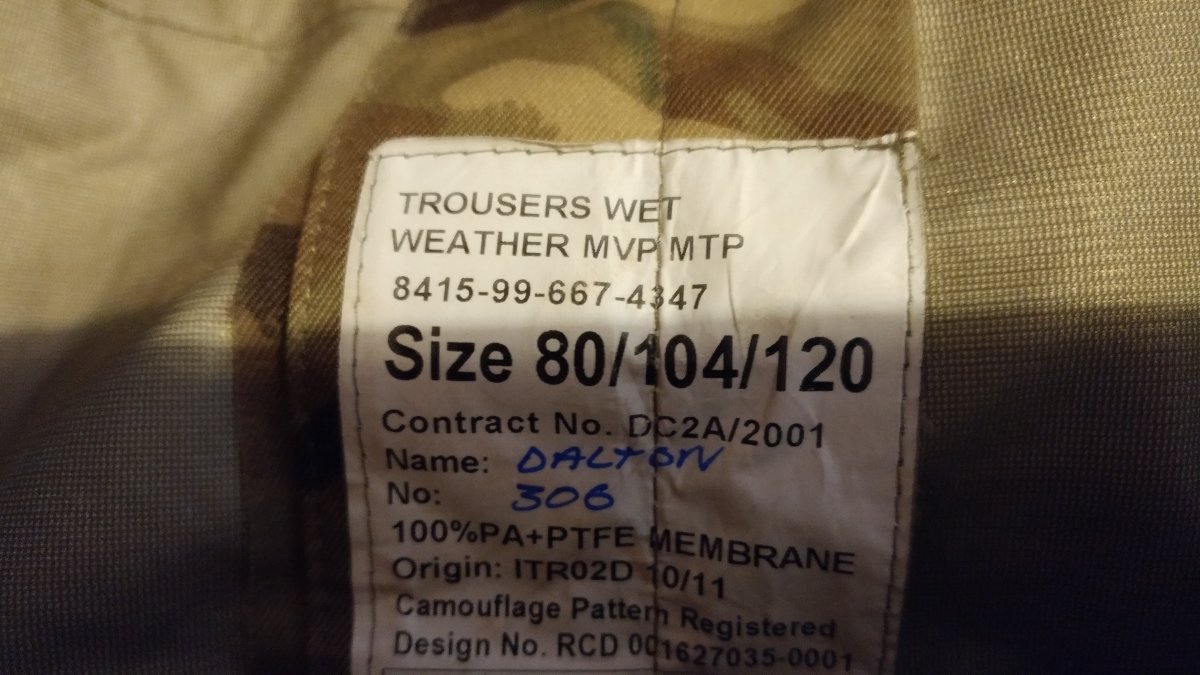 TROUSERS WET
WEATHER MVP MTP
8415-99-667-4347
Size 80/104/120
Contract No. DC2A/2001
Name: DALTON
No: 306
100%PA+PTFE MEMBRANE
Origin: ITR02D 10/11
Camouflage Pattern Registered
Design No. RCD 001627035-0001